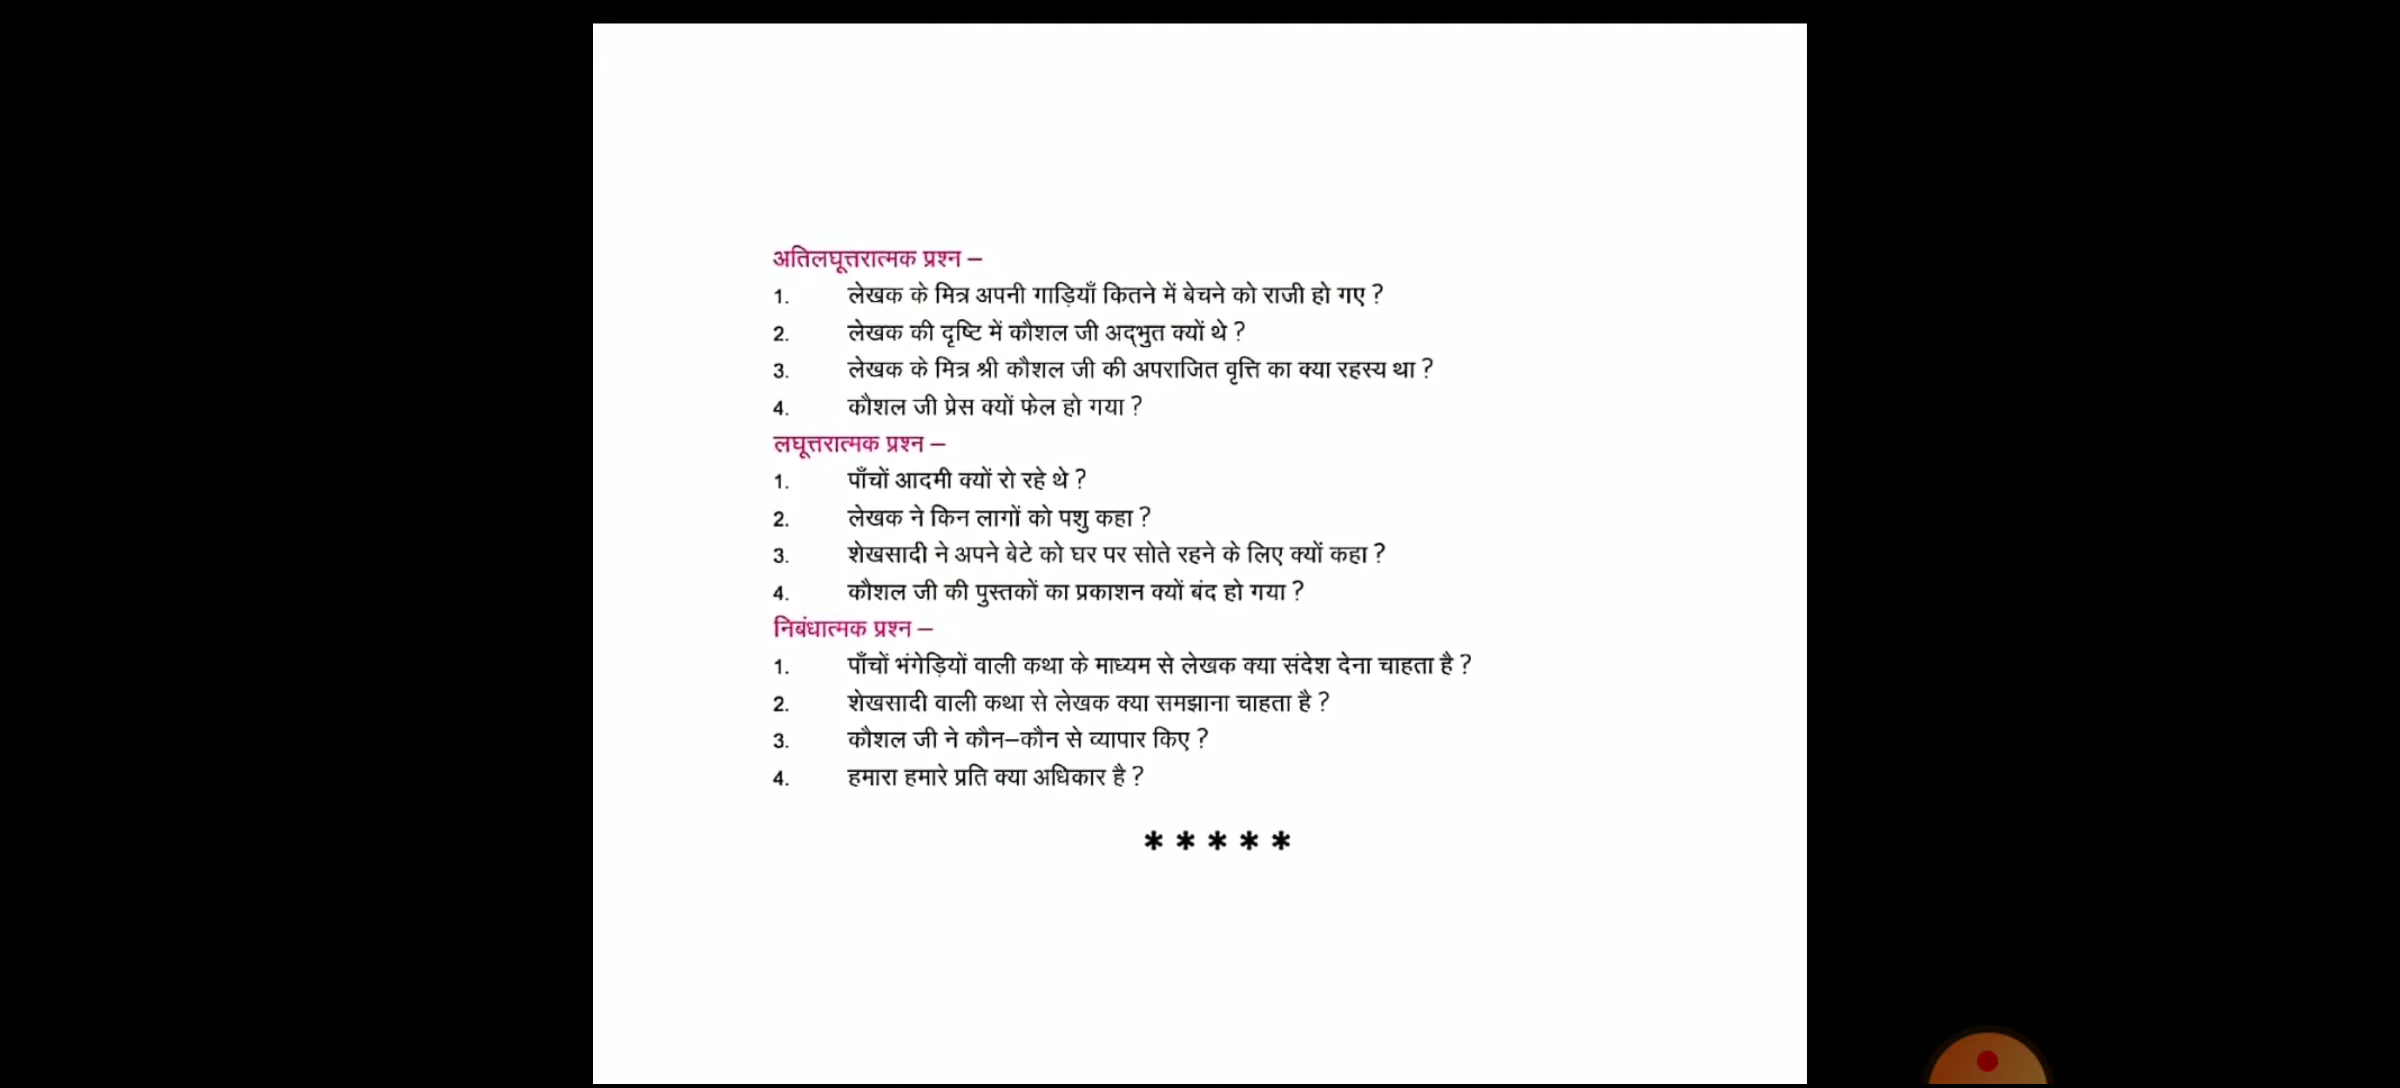 अतिलघूत्तरात्मक प्रश्न –
1. लेखक के मित्र अपनी गाड़ियाँ कितने में बेचने को राजी हो गए ?
2. लेखक की दृष्टि में कौशल जी अद्‌भुत क्यों थे ?
3. लेखक के मित्र श्री कौशल जी की अपराजित वृत्ति का क्या रहस्य था ?
4. कौशल जी प्रेस क्यों फेल हो गया ?
लघूत्तरात्मक प्रश्न –
1. पाँचों आदमी क्यों रो रहे थे ?
2. लेखक ने किन लागों को पशु कहा ?
3. शेखसादी ने अपने बेटे को घर पर सोते रहने के लिए क्यों कहा ?
4. कौशल जी की पुस्तकों का प्रकाशन क्यों बंद हो गया ?
निबंधात्मक प्रश्न –
1. पाँचों भंगेड़ियों वाली कथा के माध्यम से लेखक क्या संदेश देना चाहता है ?
2. शेखसादी वाली कथा से लेखक क्या समझाना चाहता है ?
3. कौशल जी ने कौन–कौन से व्यापार किए ?
4. हमारा हमारे प्रति क्या अधिकार है ?
* * * * *